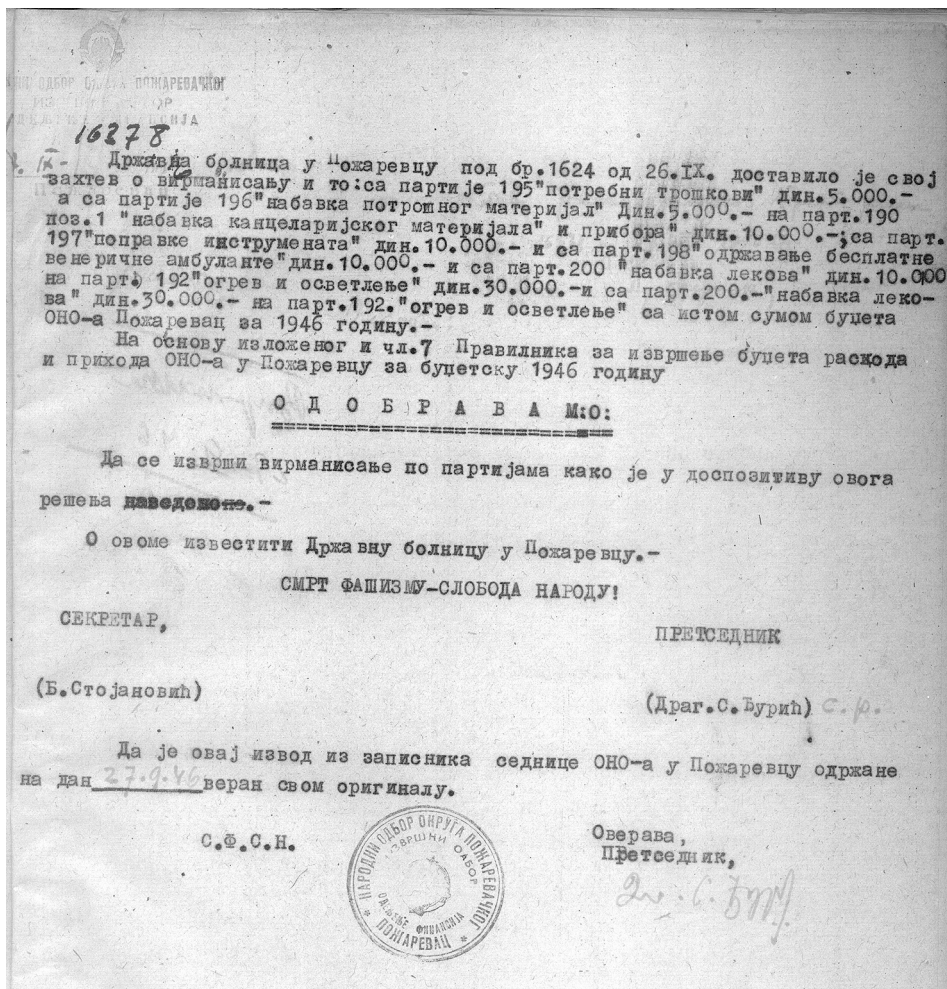 НИ ОДБОР ОКРУГА ПОЖАРЕВАЧКОГ
16378
IX-
Државна болница у Пожаревцу под бр.1624 од 26.IX. доставило је свој
захтев о вирманисању и то:са партије 195"потребни трошкови" дин.5.000.-
а са партије 196"набавка потрошног материјал" Дин.5.000.- на парт.190
поз.1 "набавка канцеларијског материјала" и прибора" дин.10.000.-;са парт.
197"поправке инструмената" дин.10.000.- и са парт.198"одржавање бесплатне
венеричне амбуланте"дин.10.000.- и са парт.200 "набавка лекова" дин.10.000
на парт. 192"огрев и осветлење" дин.30.000.-и са парт.200.-"набавка леко-
ва" дин.30.000.- на парт.192."огрев и осветлење" са истом сумом буџета
ОНО-а Пожаревац за 1946 годину.-
На основу изложеног и чл.7 Правилника за извршење буџета расхода
и прихода ОНО-а у Пожаревцу за буџетску 1946 годину
О Д О Б Р А В А М:О:
Да се изврши вирманисање по партијама како је у доспозитиву овога
решења наведено.-
О овоме известити Државну болницу у Пожаревцу.-
СМРТ ФАШИЗМУ-СЛОБОДА НАРОДУ!
СЕКРЕТАР,
ПРЕТСЕДНИК
(Б.Стојановић)
(Драг.С.Ђурић) с.р.
Да је овај извод из записника седнице ОНО-а у Пожаревцу одржане
на дан 27.9.46 веран свом оригиналу.
С.Ф.С.Н.
Оверава,
Претседник,
НАРОДНИ ОДБОР ОКРУГА ПОЖАРЕВАЧКОГ
ИЗВРШНИ ОДБОР
ФИНАНСИЈА
ПОЖАРЕВАЦ